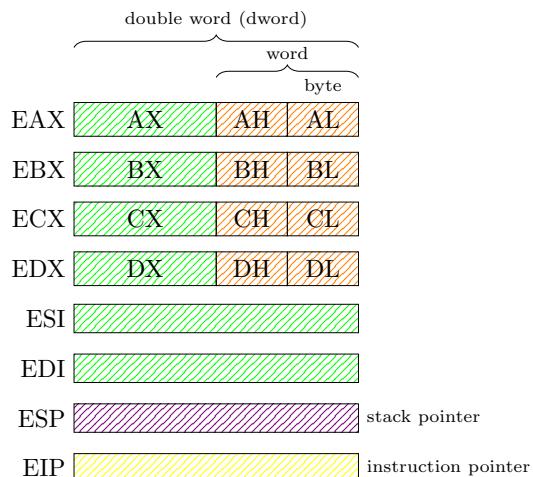 double word (dword)
word
byte
EAX AX AH AL
EBX BX BH BL
ECX CX CH CL
EDX DX DH DL
ESI
EDI
ESP stack pointer
EIP instruction pointer